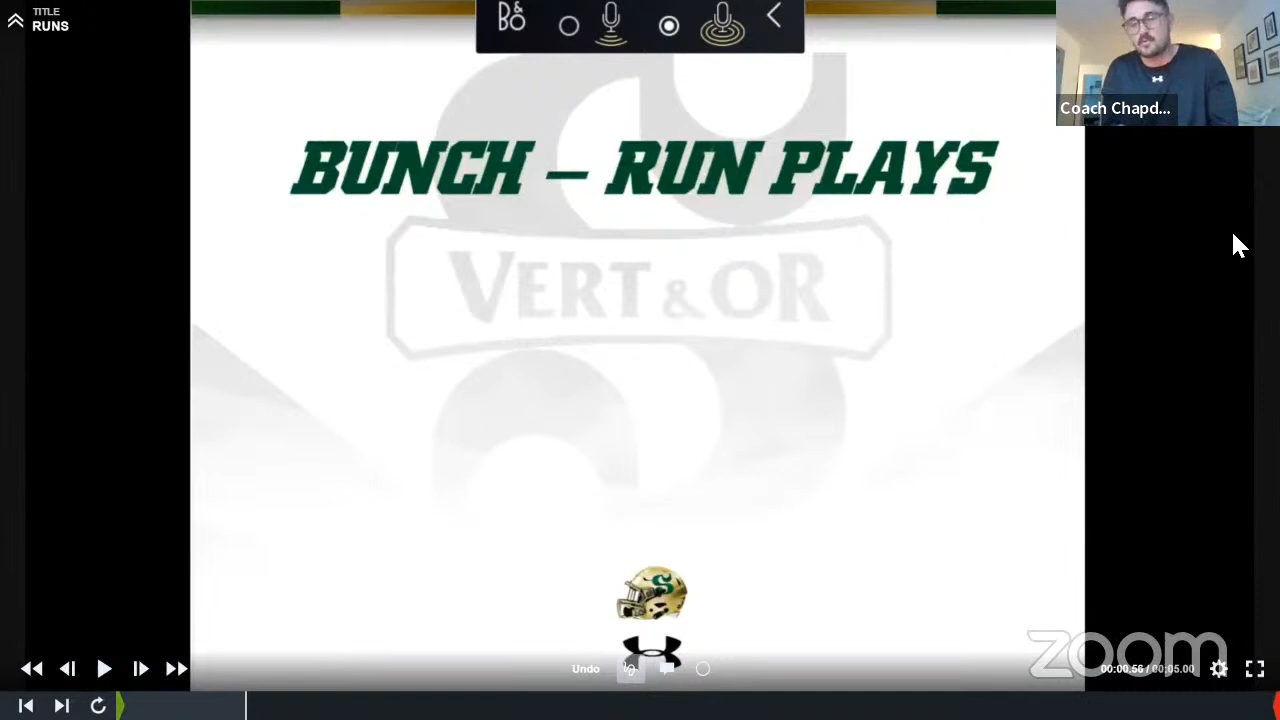 TITLE
RUNS
Coach Chapd...
BUNCH – RUN PLAYS
VERT & OR
S
Undo
zoom
00:00.56 / 00:05.00